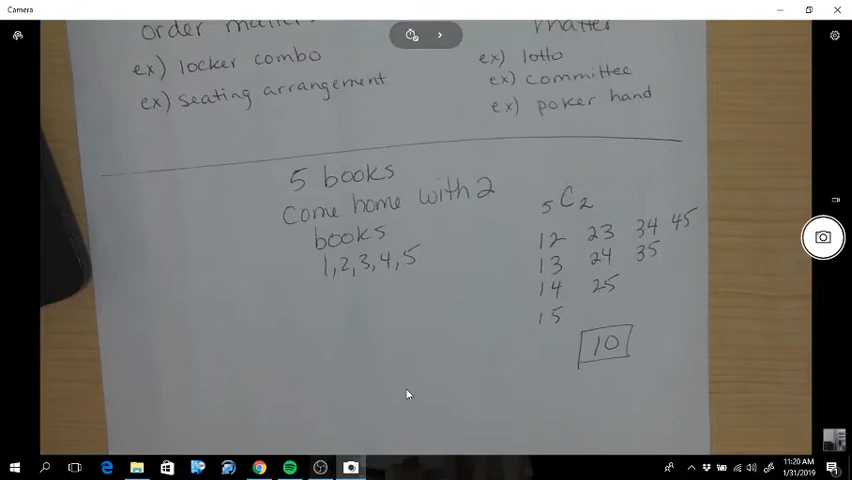 Camera
order matters
matter
ex) locker combo
ex) lotto
ex) seating arrangement
ex) committee
ex) poker hand
5 books
come home with 2
books
1,2,3,4,5
5 C 2
12 23 34 45
13 24 35
14 25
15
10
11:20 AM
1/31/2019